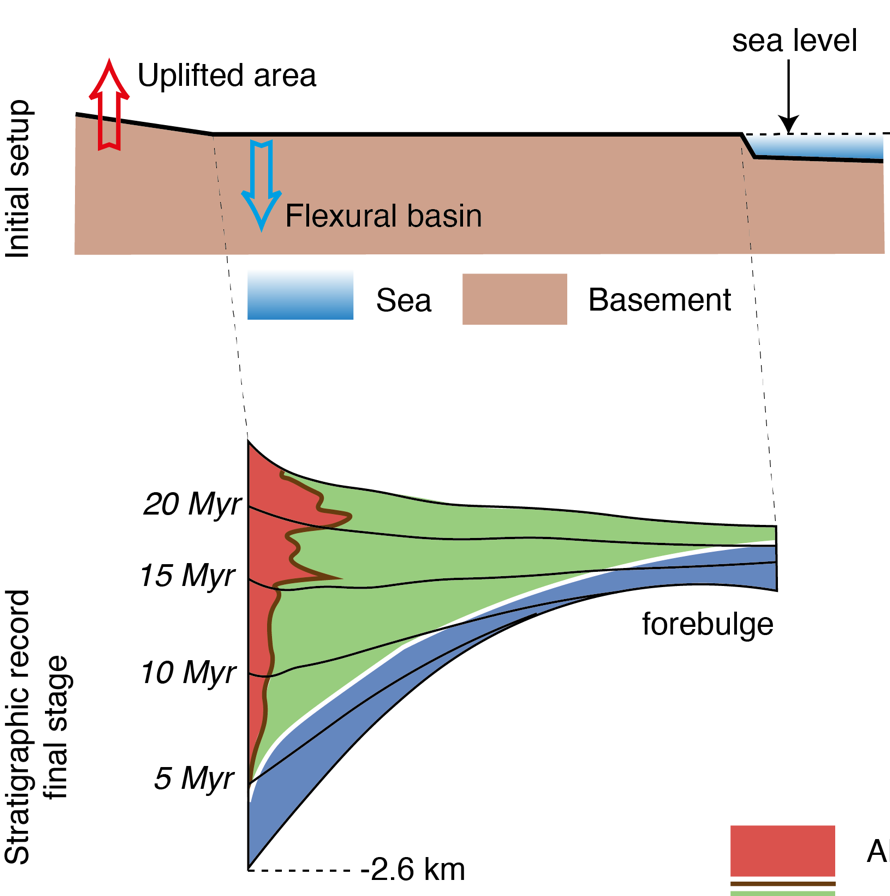 sea level
Uplifted area
Initial setup
Flexural basin
Sea
Basement
20 Myr
15 Myr
forebulge
10 Myr
Stratigraphic record
final stage
5 Myr
-2.6 km